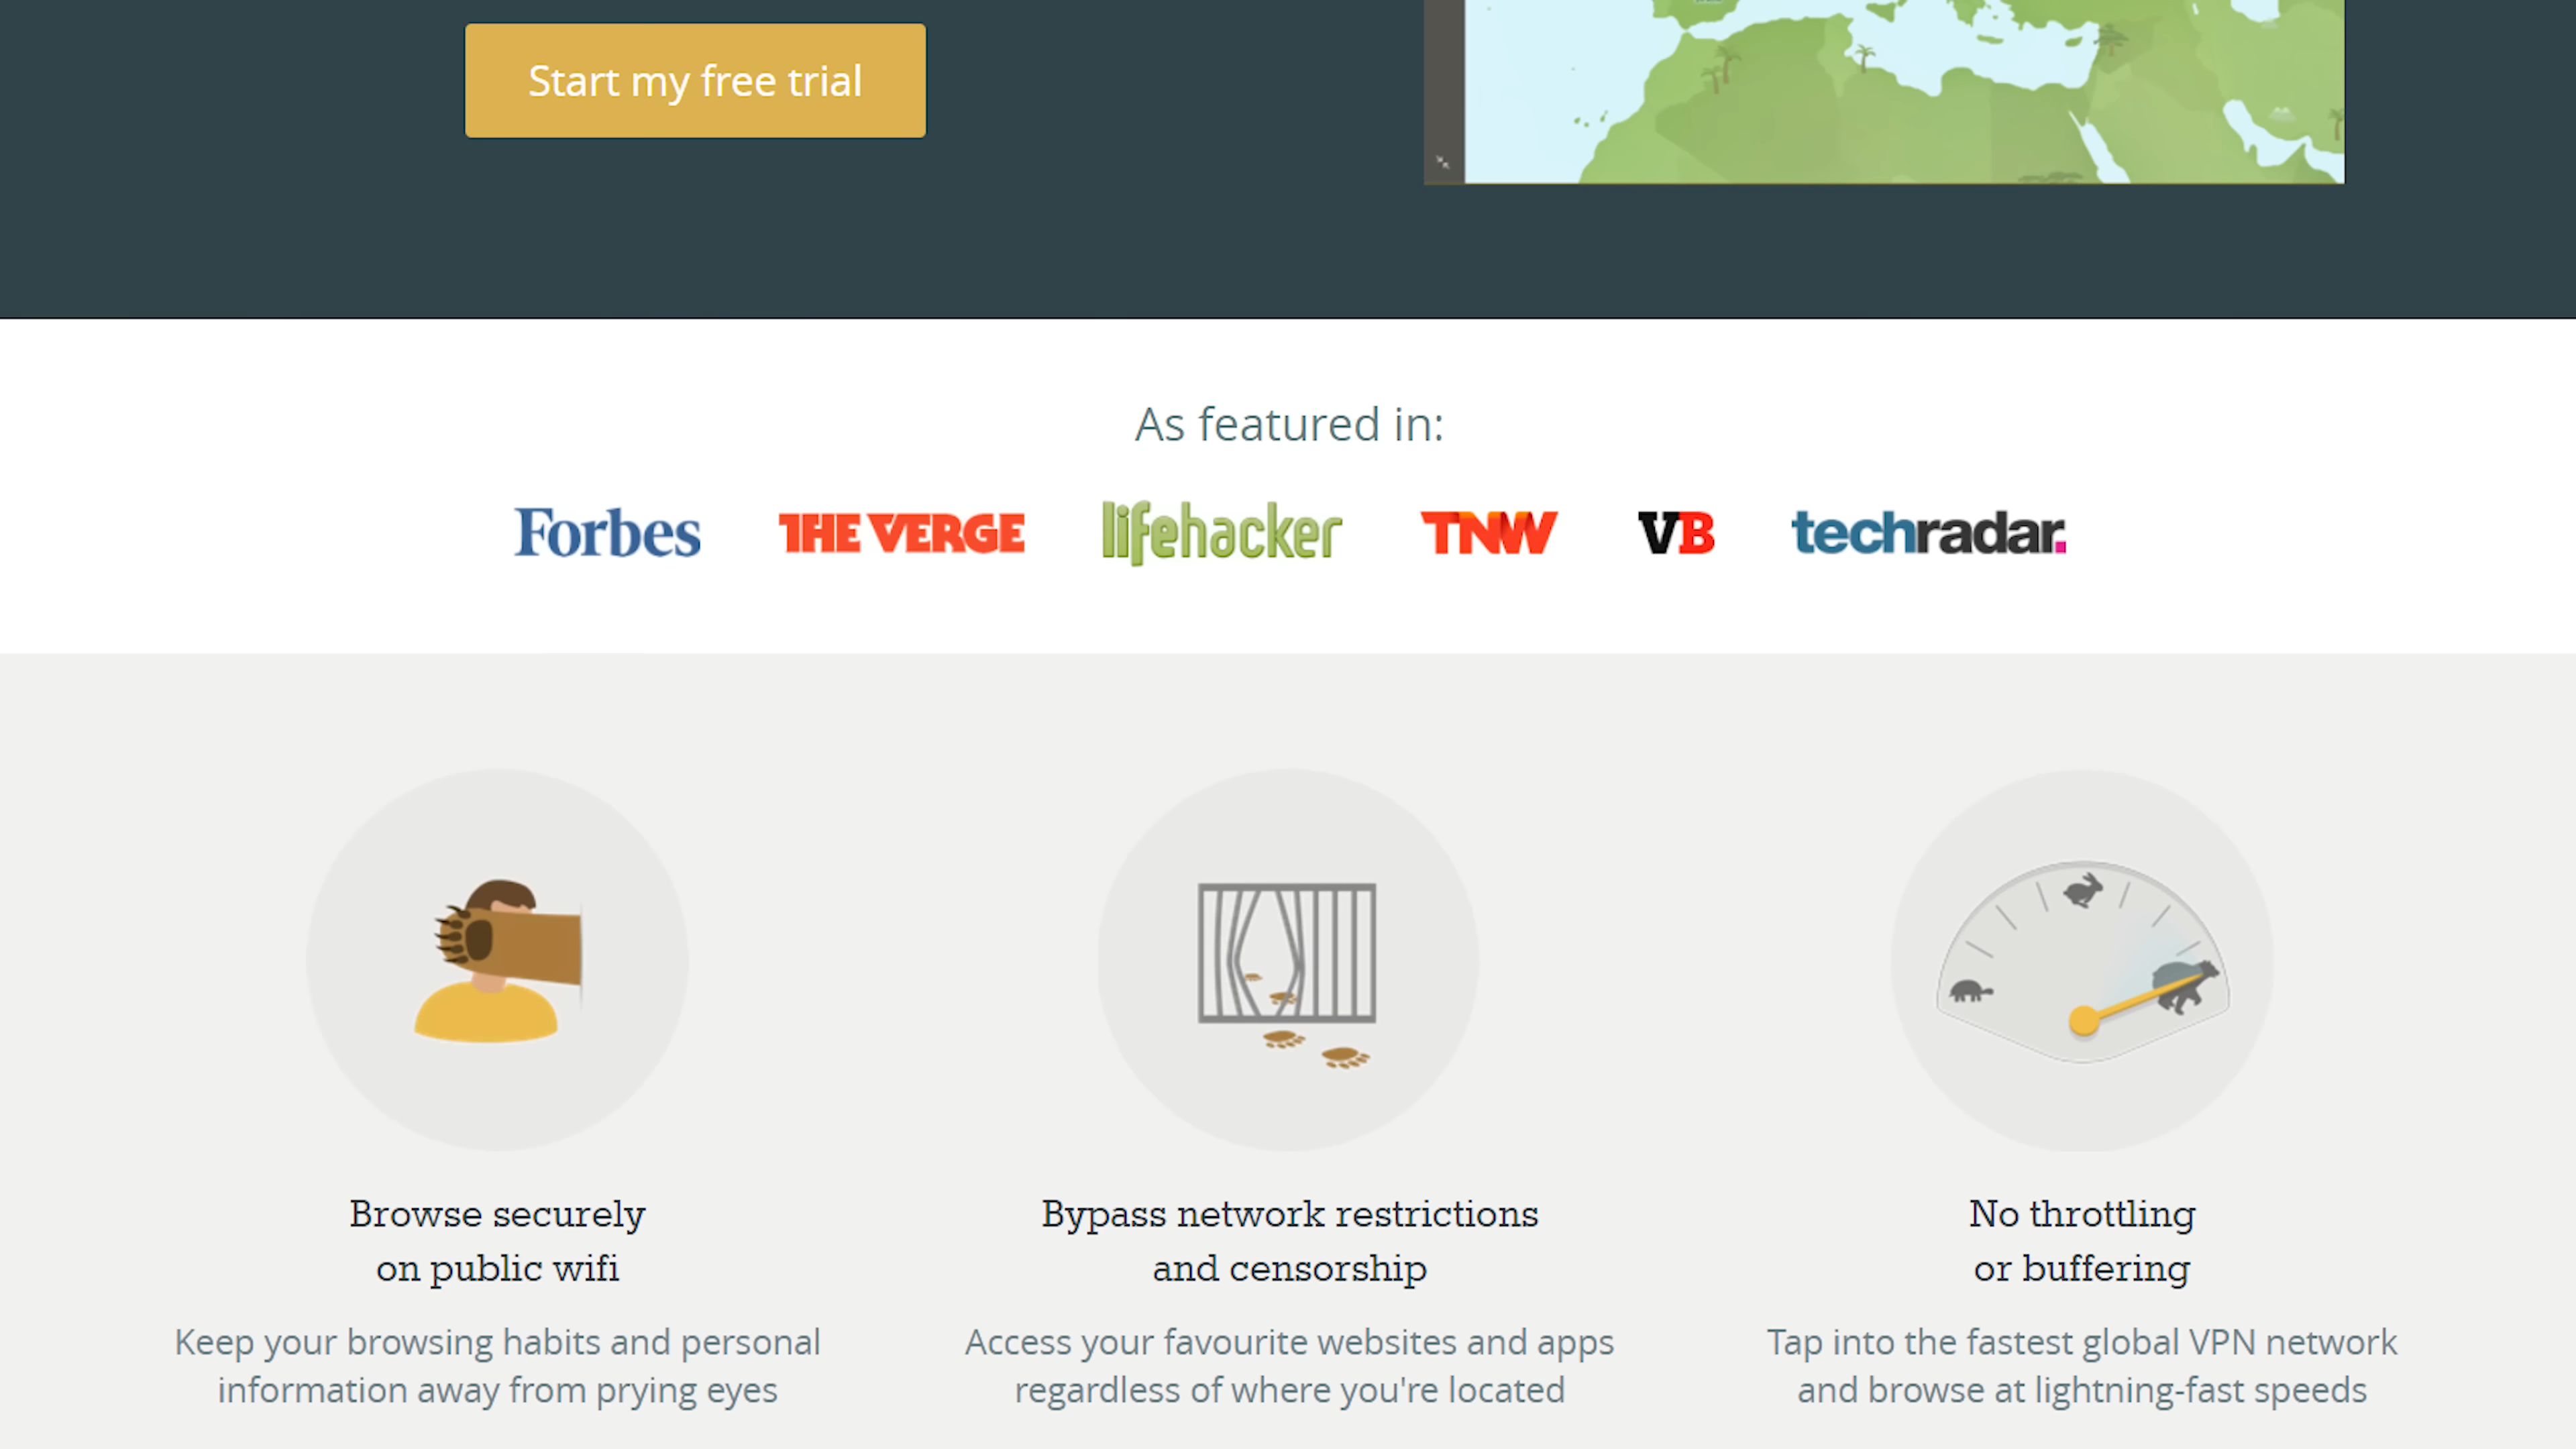 Start my free trial
As featured in:
Forbes THE VERGE lifehacker TNW VB techradar.
Browse securely
on public wifi
Keep your browsing habits and personal
information away from prying eyes
Bypass network restrictions
and censorship
Access your favourite websites and apps
regardless of where you're located
No throttling
or buffering
Tap into the fastest global VPN network
and browse at lightning-fast speeds